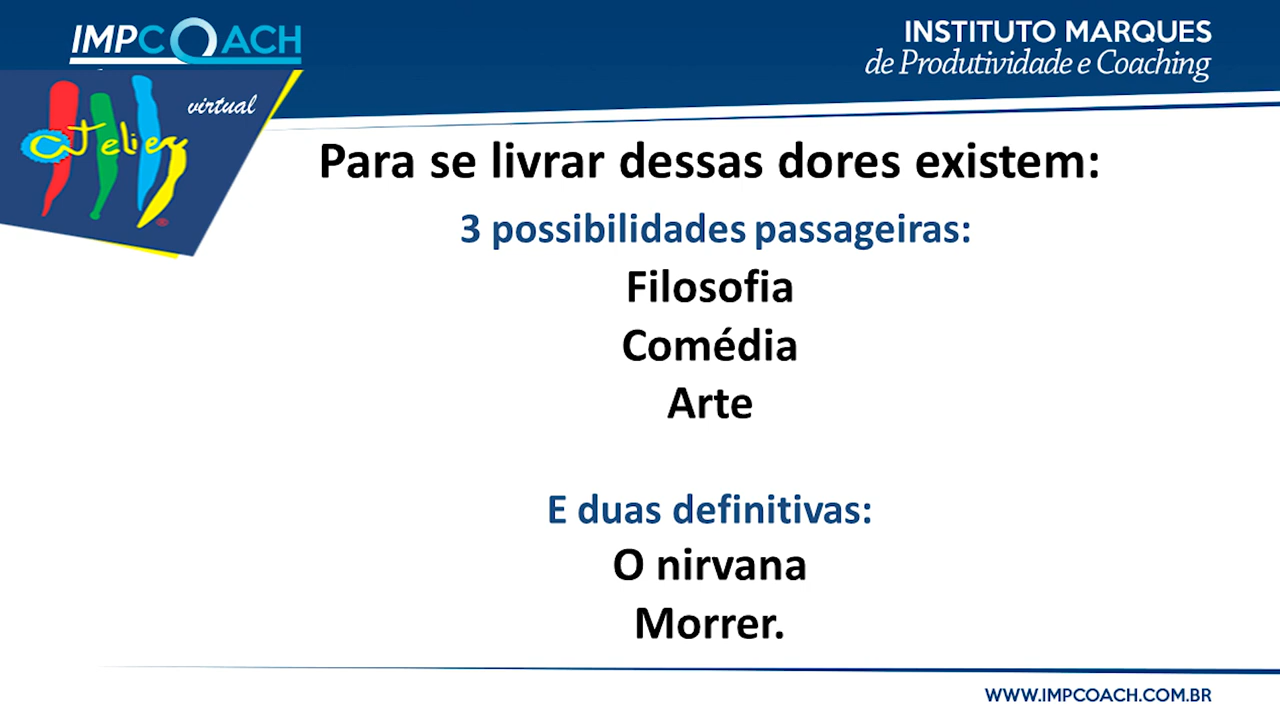 IMPCOACH
INSTITUTO MARQUES
de Produtividade e Coaching
virtual
aTelier
®
Para se livrar dessas dores existem:
3 possibilidades passageiras:
Filosofia
Comédia
Arte
E duas definitivas:
O nirvana
Morrer.
WWW.IMPCOACH.COM.BR